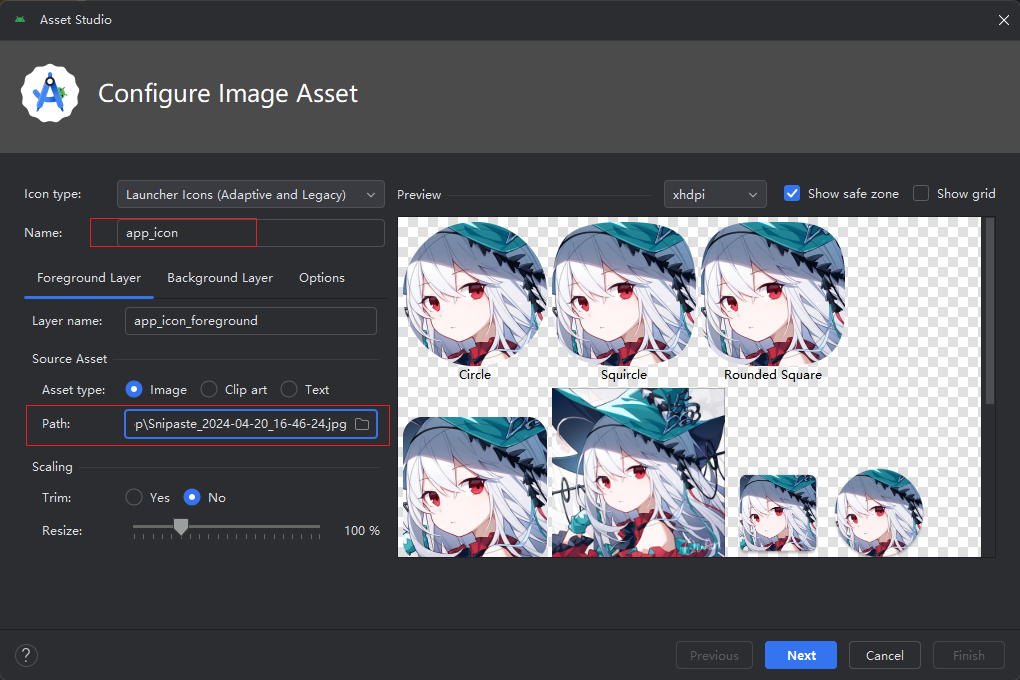 Asset Studio
Configure Image Asset
Icon type:
Launcher Icons (Adaptive and Legacy)
Name:
app_icon
Foreground Layer
Background Layer
Options
Layer name:
app_icon_foreground
Source Asset
Asset type:
Image
Clip art
Text
Path:
p\Snipaste_2024-04-20_16-46-24.jpg
Scaling
Trim:
Yes
No
Resize:
100 %
Preview
xhdpi
Show safe zone
Show grid
Circle
Squircle
Rounded Square
?
Previous
Next
Cancel
Finish